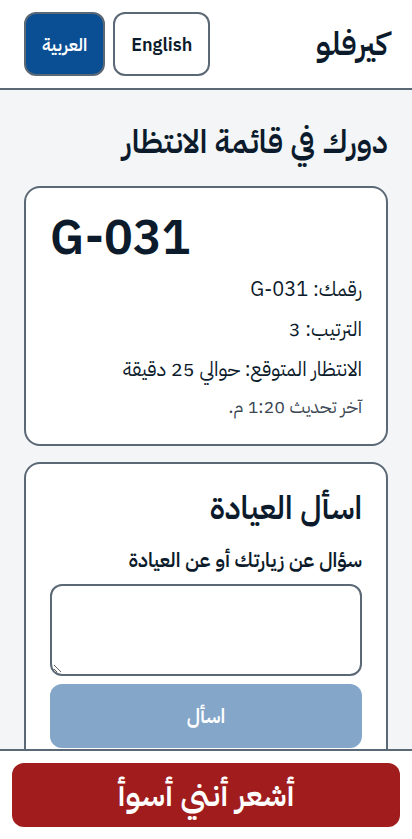 كيرفلو
English
العربية
دورك في قائمة الانتظار
G-031
رقمك: G-031
الترتيب: 3
الانتظار المتوقع: حوالي 25 دقيقة
آخر تحديث 1:20 م.
اسأل العيادة
سؤال عن زيارتك أو عن العيادة
اسأل
أشعر أنني أسوأ